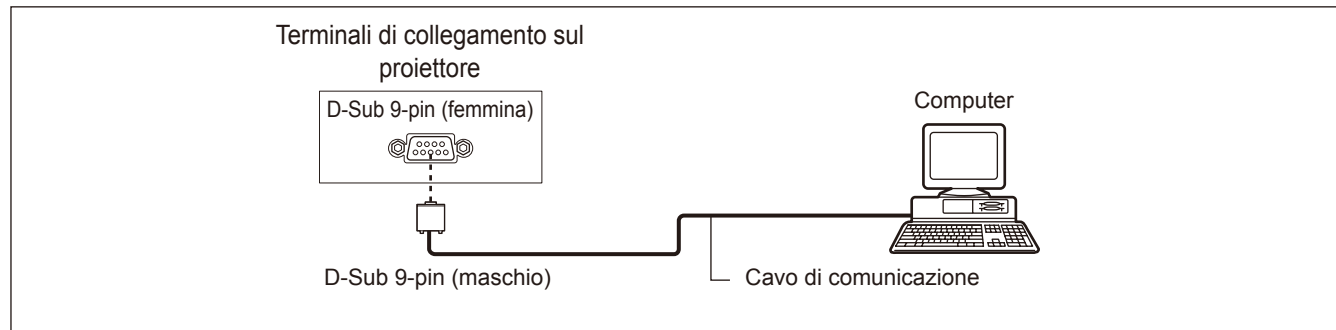 Terminali di collegamento sul
proiettore
D-Sub 9-pin (femmina)
Computer
D-Sub 9-pin (maschio)
Cavo di comunicazione